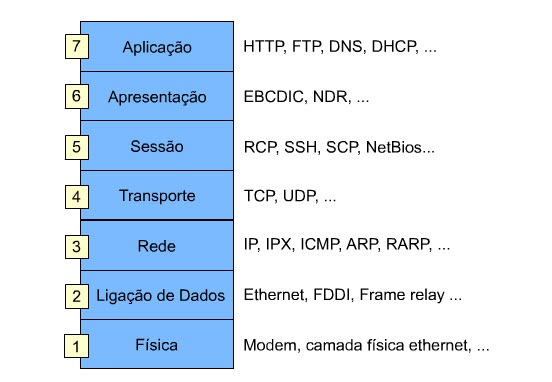 7 Aplicação HTTP, FTP, DNS, DHCP, ...
6 Apresentação EBCDIC, NDR, ...
5 Sessão RCP, SSH, SCP, NetBios...
4 Transporte TCP, UDP, ...
3 Rede IP, IPX, ICMP, ARP, RARP, ...
2 Ligação de Dados Ethernet, FDDI, Frame relay ...
1 Física Modem, camada física ethernet, ...